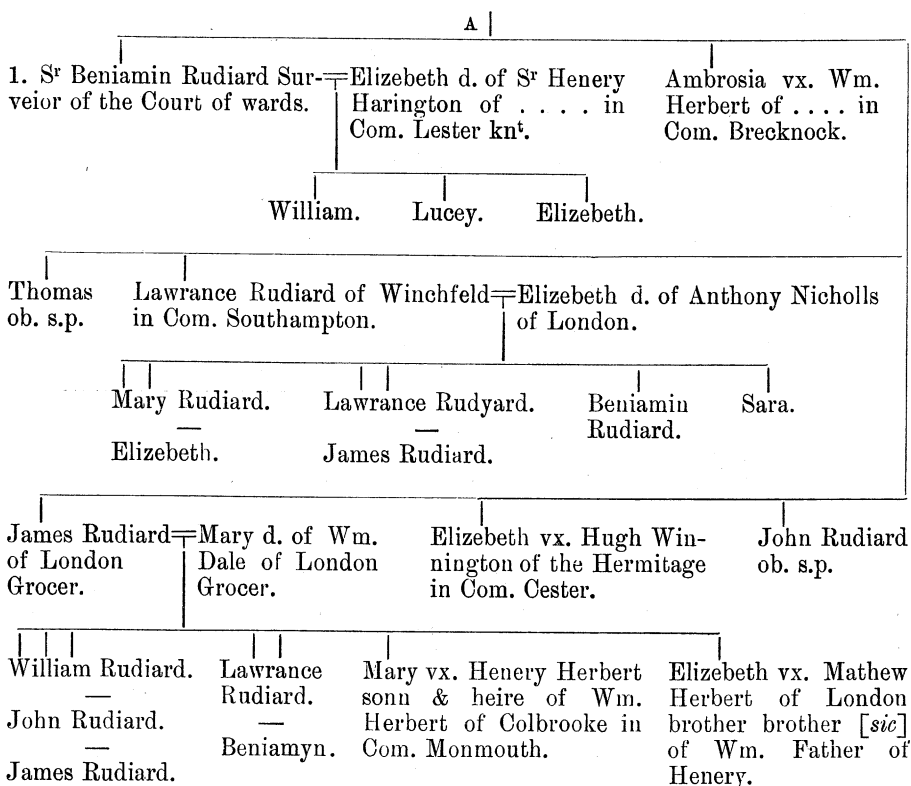 A
1. Sʳ Beniamin Rudiard Sur-
veior of the Court of wards.
Elizebeth d. of Sʳ Henery
Harington of . . . . in
Com. Lester knᵗ.
Ambrosia vx. Wm.
Herbert of . . . . in
Com. Brecknock.
William.
Lucey.
Elizebeth.
Thomas
ob. s.p.
Lawrance Rudiard of Winchfeld
in Com. Southampton.
Elizebeth d. of Anthony Nicholls
of London.
Mary Rudiard.
—
Elizebeth.
Lawrance Rudyard.
—
James Rudiard.
Beniamin
Rudiard.
Sara.
James Rudiard
of London
Grocer.
Mary d. of Wm.
Dale of London
Grocer.
Elizebeth vx. Hugh Win-
nington of the Hermitage
in Com. Cester.
John Rudiard
ob. s.p.
William Rudiard.
—
John Rudiard.
—
James Rudiard.
Lawrance
Rudiard.
—
Beniamyn.
Mary vx. Henery Herbert
sonn & heire of Wm.
Herbert of Colbrooke in
Com. Monmouth.
Elizebeth vx. Mathew
Herbert of London
brother brother [sic]
of Wm. Father of
Henery.